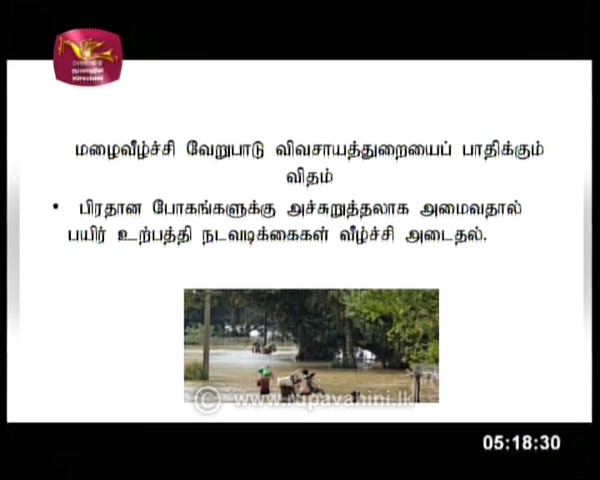 மழைவீழ்ச்சி வேறுபாடு விவசாயத்துறையைப் பாதிக்கும்
விதம்
• பிரதான போகங்களுக்கு அச்சுறுத்தலாக அமைவதால்
பயிர் உற்பத்தி நடவடிக்கைகள் வீழ்ச்சி அடைதல்.
© www.rupavahini.lk
05:18:30